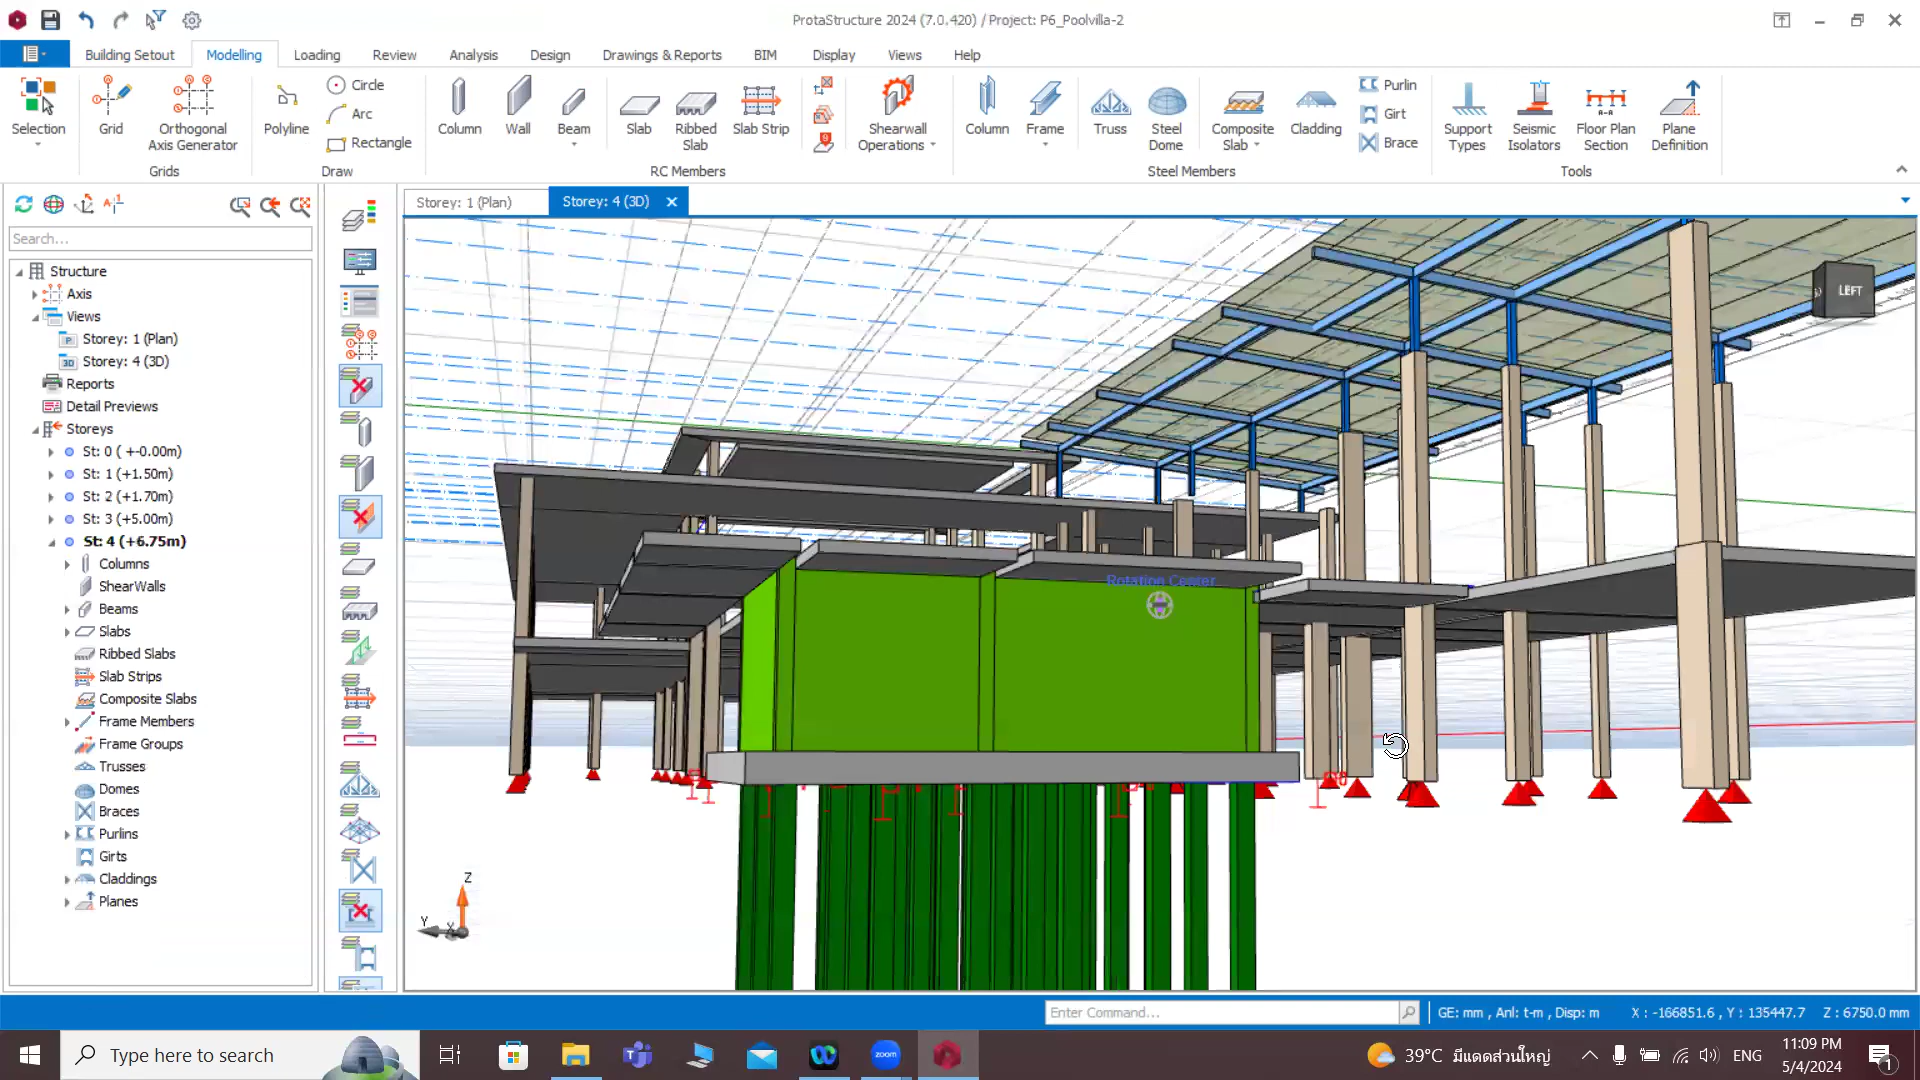 ProtaStructure 2024 (7.0.420) / Project: P6_Poolvilla-2
Building Setout Modelling Loading Review Analysis Design Drawings & Reports BIM Display Views Help
Selection
Grid
Orthogonal
Axis Generator
Grids
Polyline
Circle
Arc
Rectangle
Draw
Column
Wall
Beam
Slab
Ribbed
Slab
Slab Strip
Shearwall
Operations
RC Members
Column
Frame
Truss
Steel
Dome
Composite
Slab
Cladding
Purlin
Girt
Brace
Steel Members
Support
Types
Seismic
Isolators
Floor Plan
Section
Plane
Definition
Tools
Search...
Structure
Axis
Views
Storey: 1 (Plan)
Storey: 4 (3D)
Reports
Detail Previews
Storeys
St: 0 ( +-0.00m)
St: 1 (+1.50m)
St: 2 (+1.70m)
St: 3 (+5.00m)
St: 4 (+6.75m)
Columns
ShearWalls
Beams
Slabs
Ribbed Slabs
Slab Strips
Composite Slabs
Frame Members
Frame Groups
Trusses
Domes
Braces
Purlins
Girts
Claddings
Planes
Storey: 1 (Plan)
Storey: 4 (3D)
LEFT
Rotation Center
Z
Y
X
Enter Command...
GE: mm , Anl: t-m , Disp: m
X : -166851.6 , Y : 135447.7 Z : 6750.0 mm
Type here to search
zoom
39°C มีแดดส่วนใหญ่
ENG
11:09 PM
5/4/2024
1